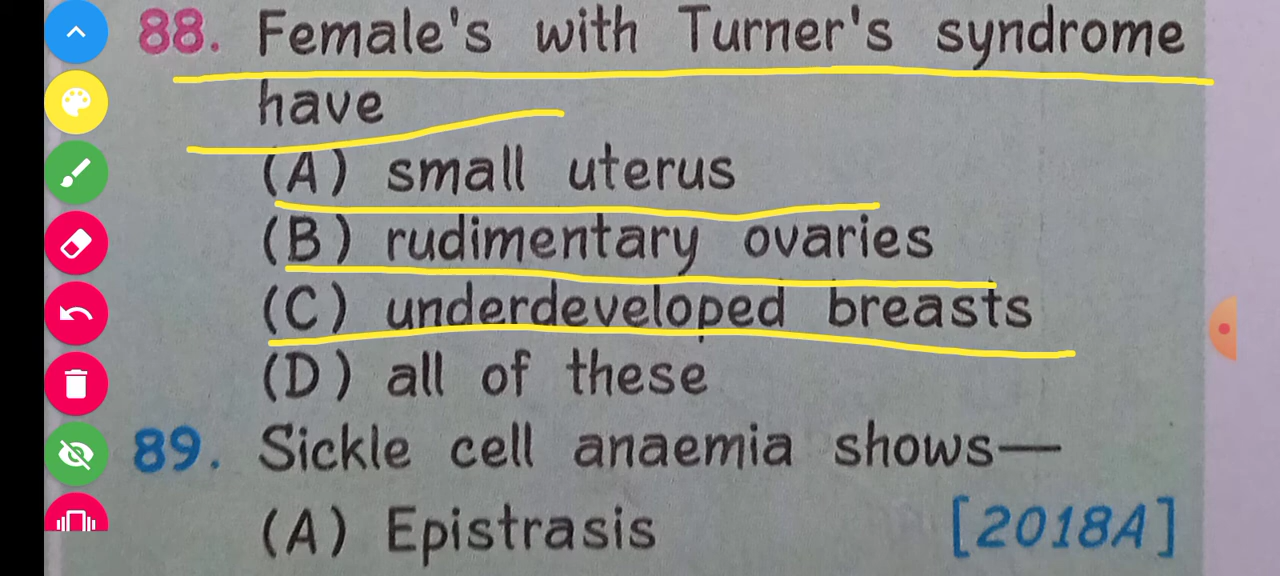 88. Female's with Turner's syndrome
have
(A) small uterus
(B) rudimentary ovaries
(C) underdeveloped breasts
(D) all of these
89. Sickle cell anaemia shows—
(A) Epistrasis [2018A]